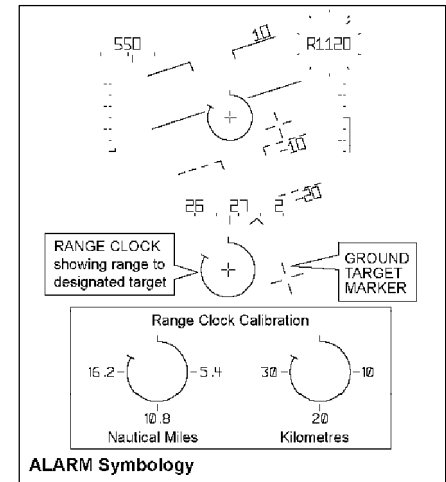 550
10
R1120
-10
-20
26 27 2
RANGE CLOCK
showing range to
designated target
GROUND
TARGET
MARKER
Range Clock Calibration
16.2 5.4
10.8
Nautical Miles
30 10
20
Kilometres
ALARM Symbology